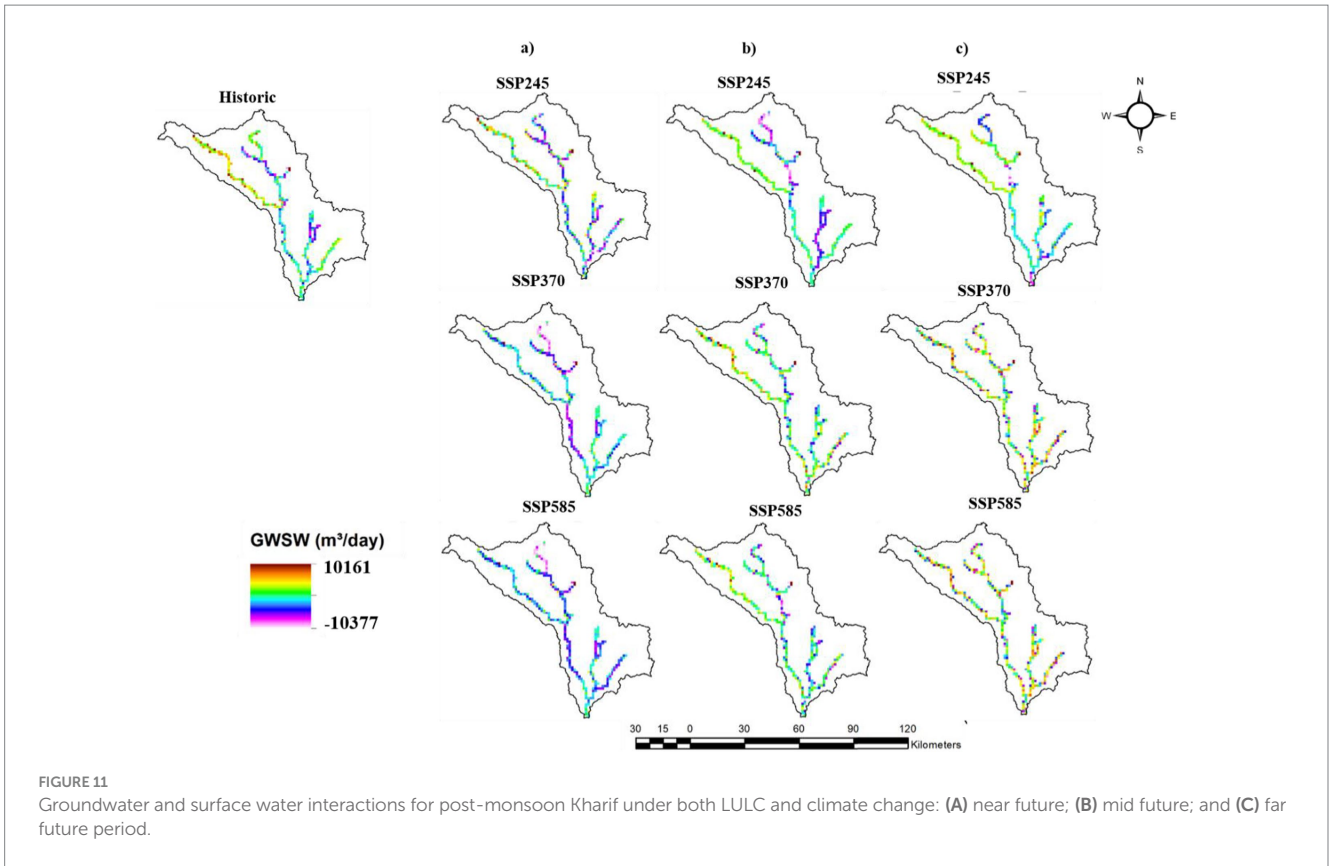 a)
b)
c)
Historic
SSP245
SSP245
SSP245
N
W
E
S
SSP370
SSP370
SSP370
SSP585
SSP585
SSP585
GWSW (m³/day)
10161
-10377
30 15 0 30 60 90 120
Kilometers
FIGURE 11
Groundwater and surface water interactions for post-monsoon Kharif under both LULC and climate change: (A) near future; (B) mid future; and (C) far
future period.